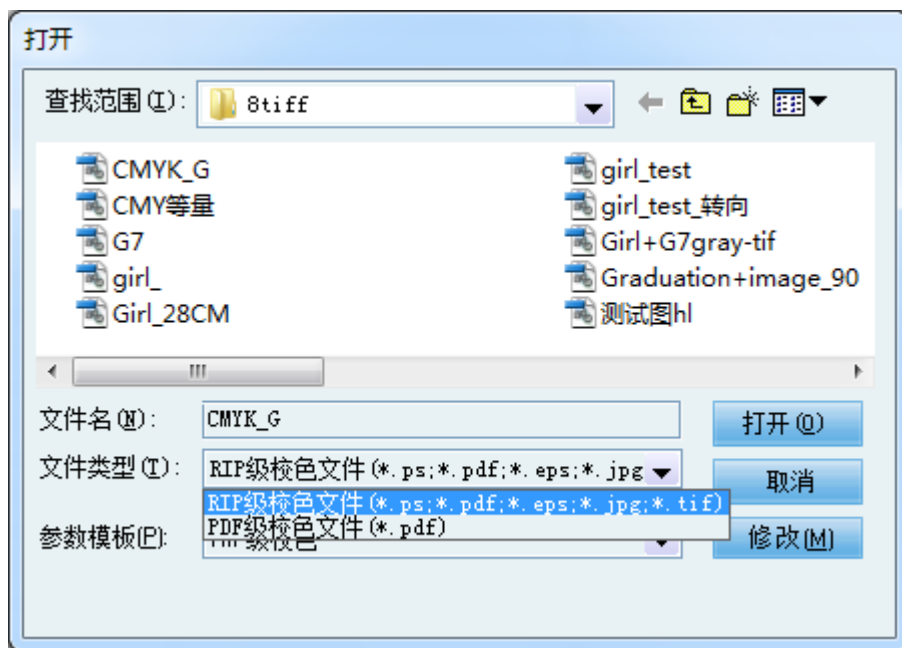 打开
查找范围(I):
8tiff
CMYK_G
CMY等量
G7
girl_
Girl_28CM
girl_test
girl_test_转向
Girl+G7gray-tif
Graduation+image_90
测试图hl
文件名(N):
CMYK_G
打开(O)
文件类型(T):
RIP级校色文件(*.ps;*.pdf;*.eps;*.jpg
取消
RIP级校色文件(*.ps;*.pdf;*.eps;*.jpg;*.tif)
PDF级校色文件(*.pdf)
参数模板(P):
级校色
修改(M)